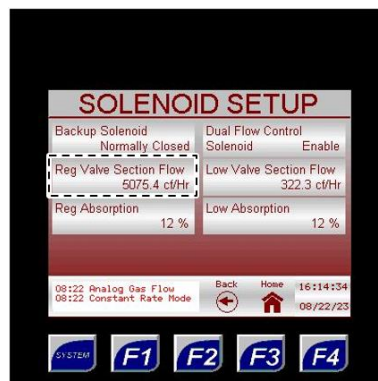 SOLENOID SETUP
Backup Solenoid
Normally Closed
Dual Flow Control
Solenoid Enable
Reg Valve Section Flow
5075.4 cf/Hr
Low Valve Section Flow
322.3 cf/Hr
Reg Absorption
12 %
Low Absorption
12 %
08:22 Analog Gas Flow
08:22 Constant Rate Mode
Back
Home
16:14:34
08/22/23
SYSTEM
F1
F2
F3
F4